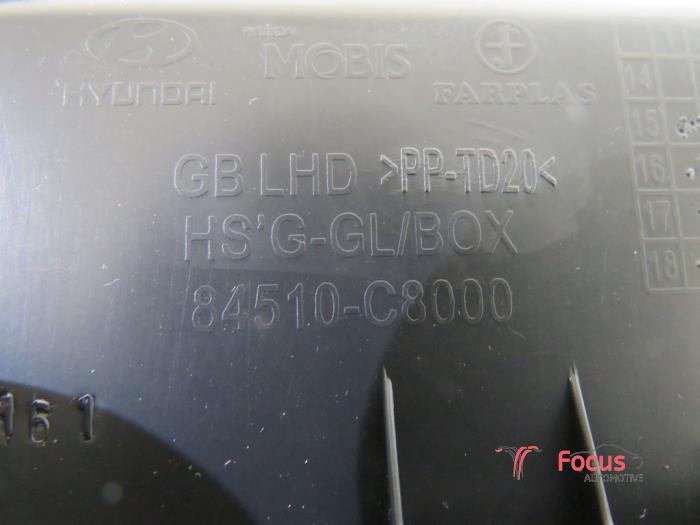 HYUNDAI
MOBIS
FARPLAS
GB LHD >PP-TD20<
HS'G-GL/BOX
84510-C8000
14
15
16
17
18
161
Focus
AUTOMOTIVE